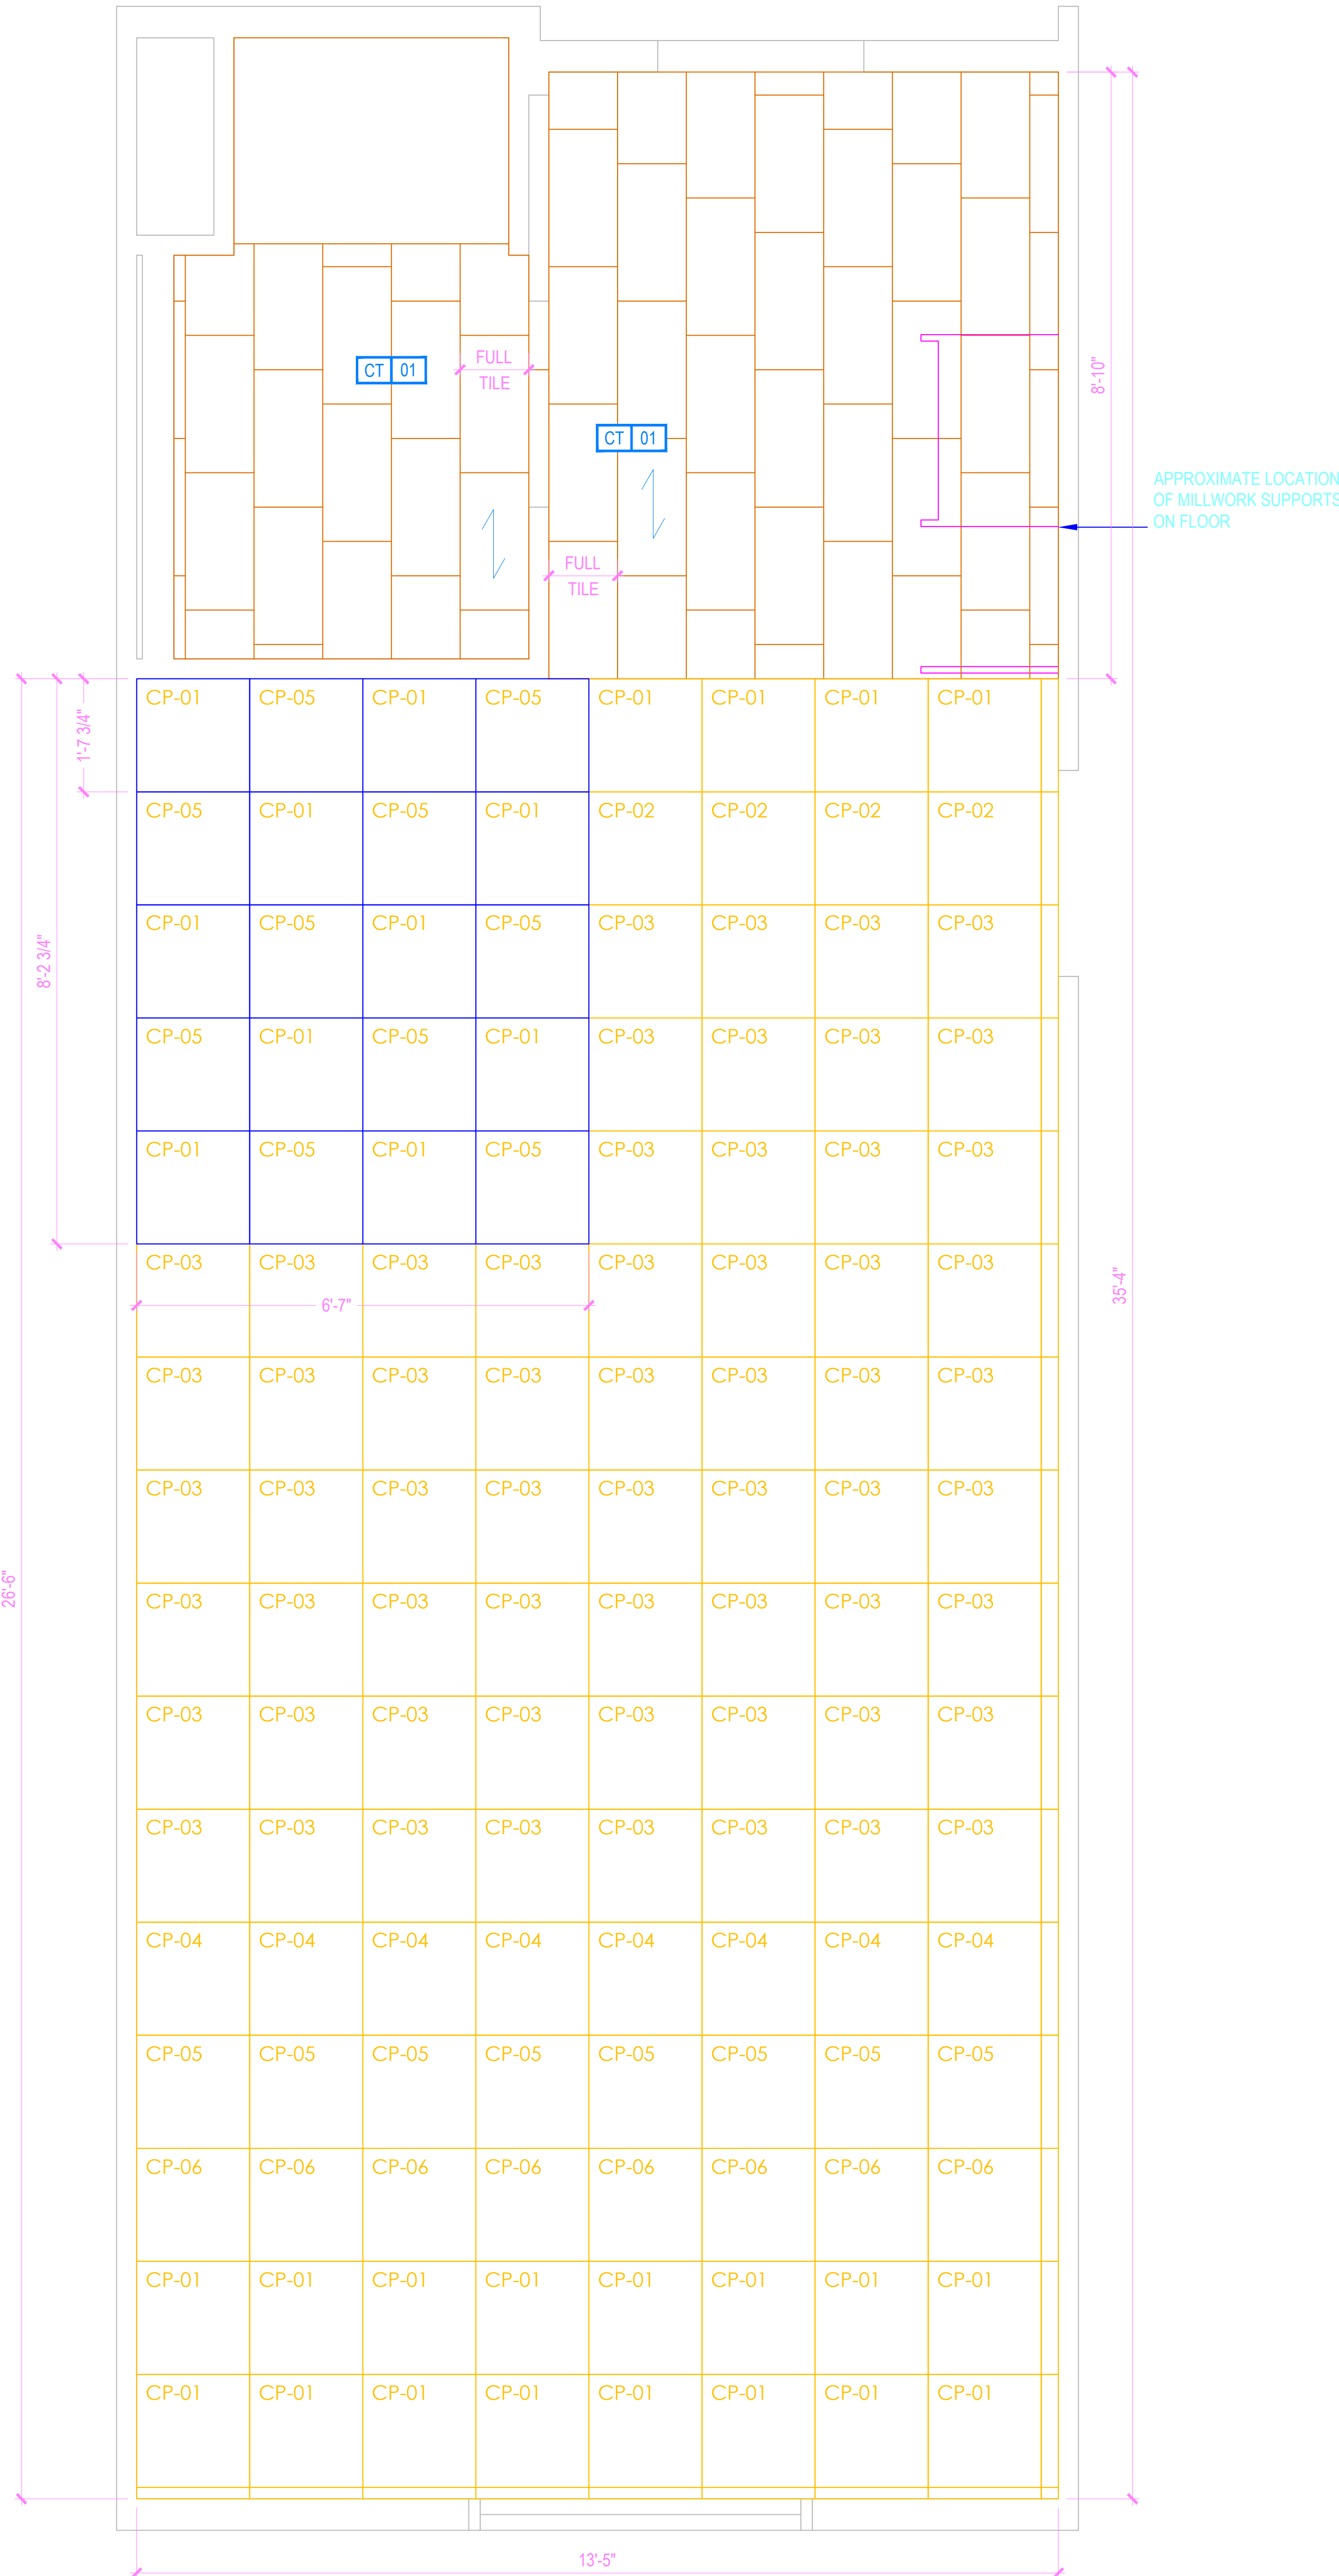 8'-10"
CT 01
FULL
TILE
CT 01
APPROXIMATE LOCATION
OF MILLWORK SUPPORTS
ON FLOOR
FULL
TILE
CP-01 CP-05 CP-01 CP-05 CP-01 CP-01 CP-01 CP-01
1'-7 3/4"
CP-05 CP-01 CP-05 CP-01 CP-02 CP-02 CP-02 CP-02
CP-01 CP-05 CP-01 CP-05 CP-03 CP-03 CP-03 CP-03
8'-2 3/4"
CP-05 CP-01 CP-05 CP-01 CP-03 CP-03 CP-03 CP-03
CP-01 CP-05 CP-01 CP-05 CP-03 CP-03 CP-03 CP-03
CP-03 CP-03 CP-03 CP-03 CP-03 CP-03 CP-03 CP-03
35'-4"
6'-7"
CP-03 CP-03 CP-03 CP-03 CP-03 CP-03 CP-03 CP-03
CP-03 CP-03 CP-03 CP-03 CP-03 CP-03 CP-03 CP-03
26'-6"
CP-03 CP-03 CP-03 CP-03 CP-03 CP-03 CP-03 CP-03
CP-03 CP-03 CP-03 CP-03 CP-03 CP-03 CP-03 CP-03
CP-03 CP-03 CP-03 CP-03 CP-03 CP-03 CP-03 CP-03
CP-04 CP-04 CP-04 CP-04 CP-04 CP-04 CP-04 CP-04
CP-05 CP-05 CP-05 CP-05 CP-05 CP-05 CP-05 CP-05
CP-06 CP-06 CP-06 CP-06 CP-06 CP-06 CP-06 CP-06
CP-01 CP-01 CP-01 CP-01 CP-01 CP-01 CP-01 CP-01
CP-01 CP-01 CP-01 CP-01 CP-01 CP-01 CP-01 CP-01
13'-5"